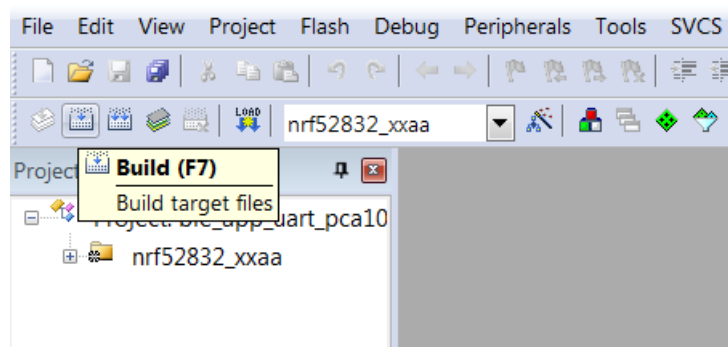 File Edit View Project Flash Debug Peripherals Tools SVCS
LOAD
nrf52832_xxaa
Project
Build (F7)
Build target files
Project: ble_app_uart_pca10
nrf52832_xxaa